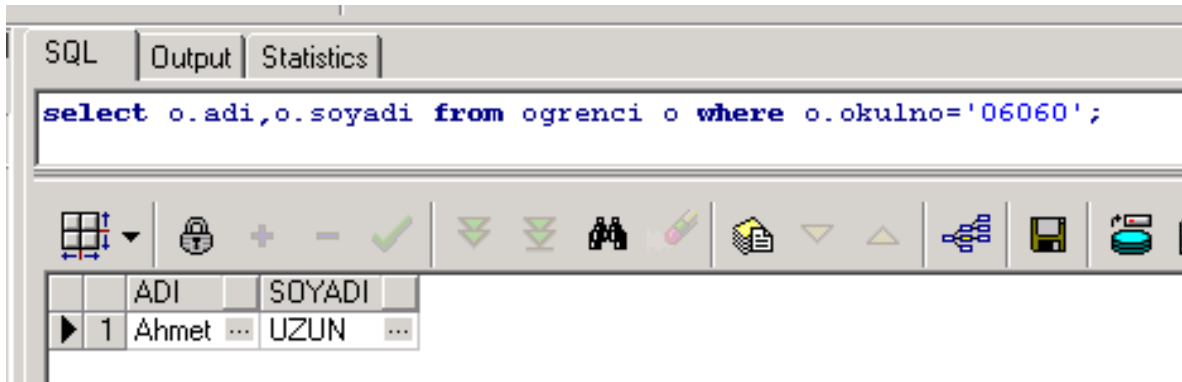 SQL Output Statistics
select o.adi,o.soyadi from ogrenci o where o.okulno='06060';
ADI SOYADI
1 Ahmet ... UZUN ...